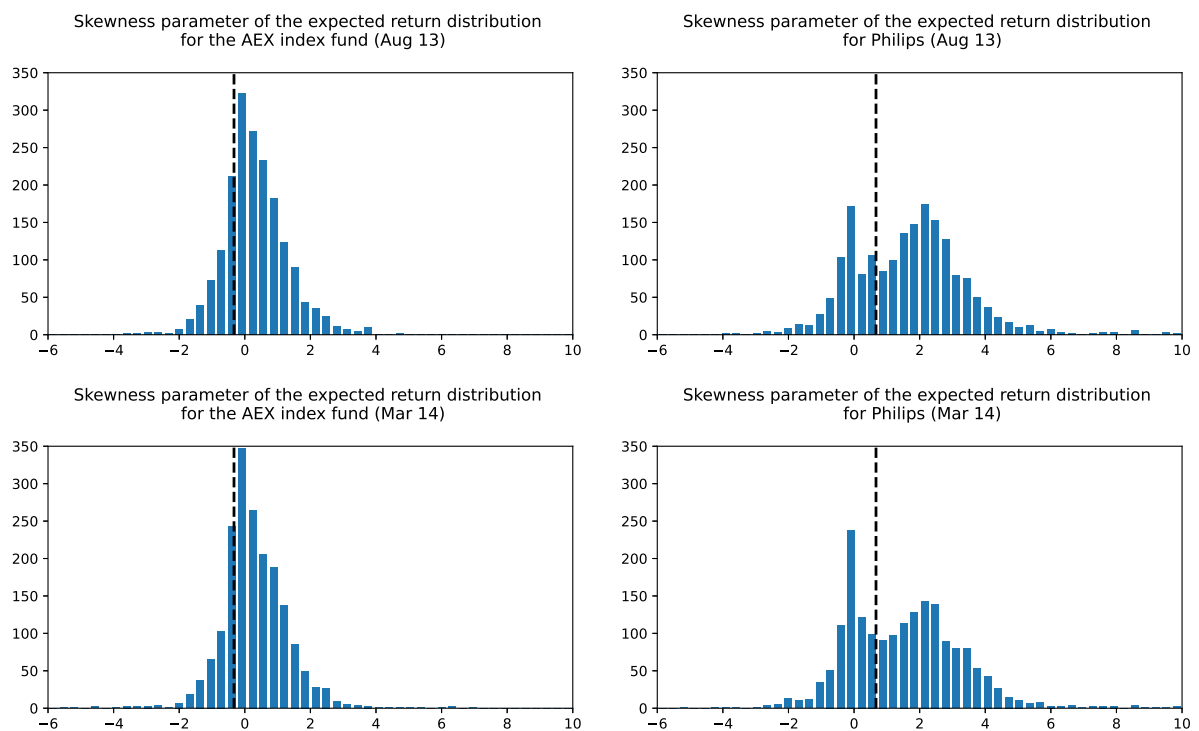 Skewness parameter of the expected return distribution
for the AEX index fund (Aug 13)
350
300
250
200
150
100
50
0
−6 −4 −2 0 2 4 6 8 10
Skewness parameter of the expected return distribution
for Philips (Aug 13)
350
300
250
200
150
100
50
0
−6 −4 −2 0 2 4 6 8 10
Skewness parameter of the expected return distribution
for the AEX index fund (Mar 14)
350
300
250
200
150
100
50
0
−6 −4 −2 0 2 4 6 8 10
Skewness parameter of the expected return distribution
for Philips (Mar 14)
350
300
250
200
150
100
50
0
−6 −4 −2 0 2 4 6 8 10